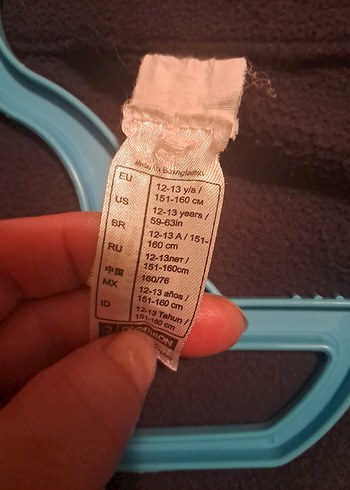 Made in Bangladesh
EU 12-13 y/a /
151-160 см
US 12-13 years /
59-63in
BR 12-13 A / 151-
160 cm
RU 12-13лет /
151-160cm
中国 160/76
MX 12-13 años /
151-160 cm
ID 12-13 Tahun /
151-160 cm